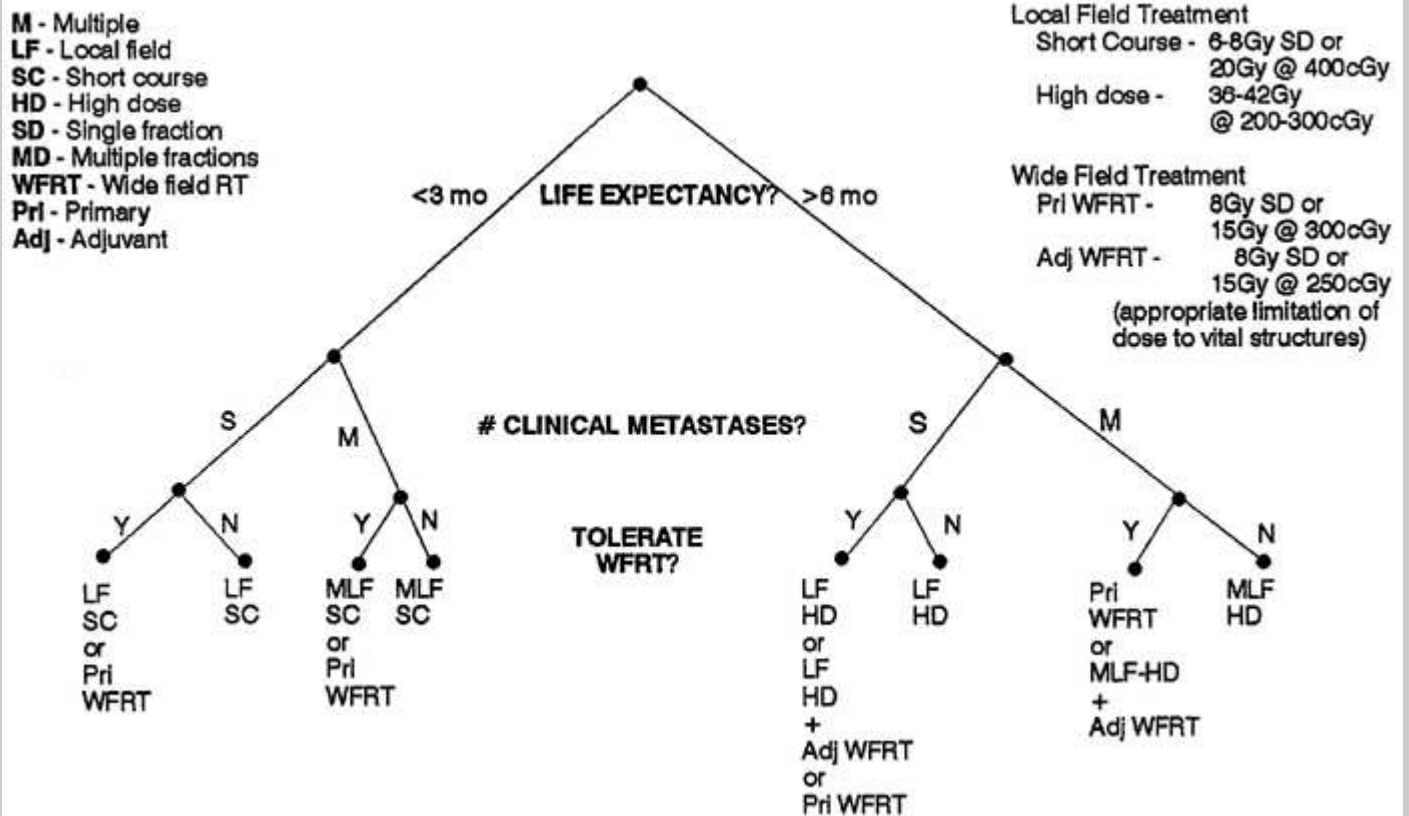 M - Multiple
LF - Local field
SC - Short course
HD - High dose
SD - Single fraction
MD - Multiple fractions
WFRT - Wide field RT
Pri - Primary
Adj - Adjuvant
Local Field Treatment
Short Course - 6-8Gy SD or
20Gy @ 400cGy
High dose - 36-42Gy
@ 200-300cGy
Wide Field Treatment
Pri WFRT - 8Gy SD or
15Gy @ 300cGy
Adj WFRT - 8Gy SD or
15Gy @ 250cGy
(appropriate limitation of
dose to vital structures)
<3 mo LIFE EXPECTANCY? >6 mo
S M # CLINICAL METASTASES? S M
Y N Y N TOLERATE Y N Y N
WFRT?
LF
SC
or
Pri
WFRT
LF
SC
MLF
SC
or
Pri
WFRT
MLF
SC
LF
HD
or
LF
HD
+
Adj WFRT
or
Pri WFRT
LF
HD
Pri
WFRT
or
MLF-HD
+
Adj WFRT
MLF
HD